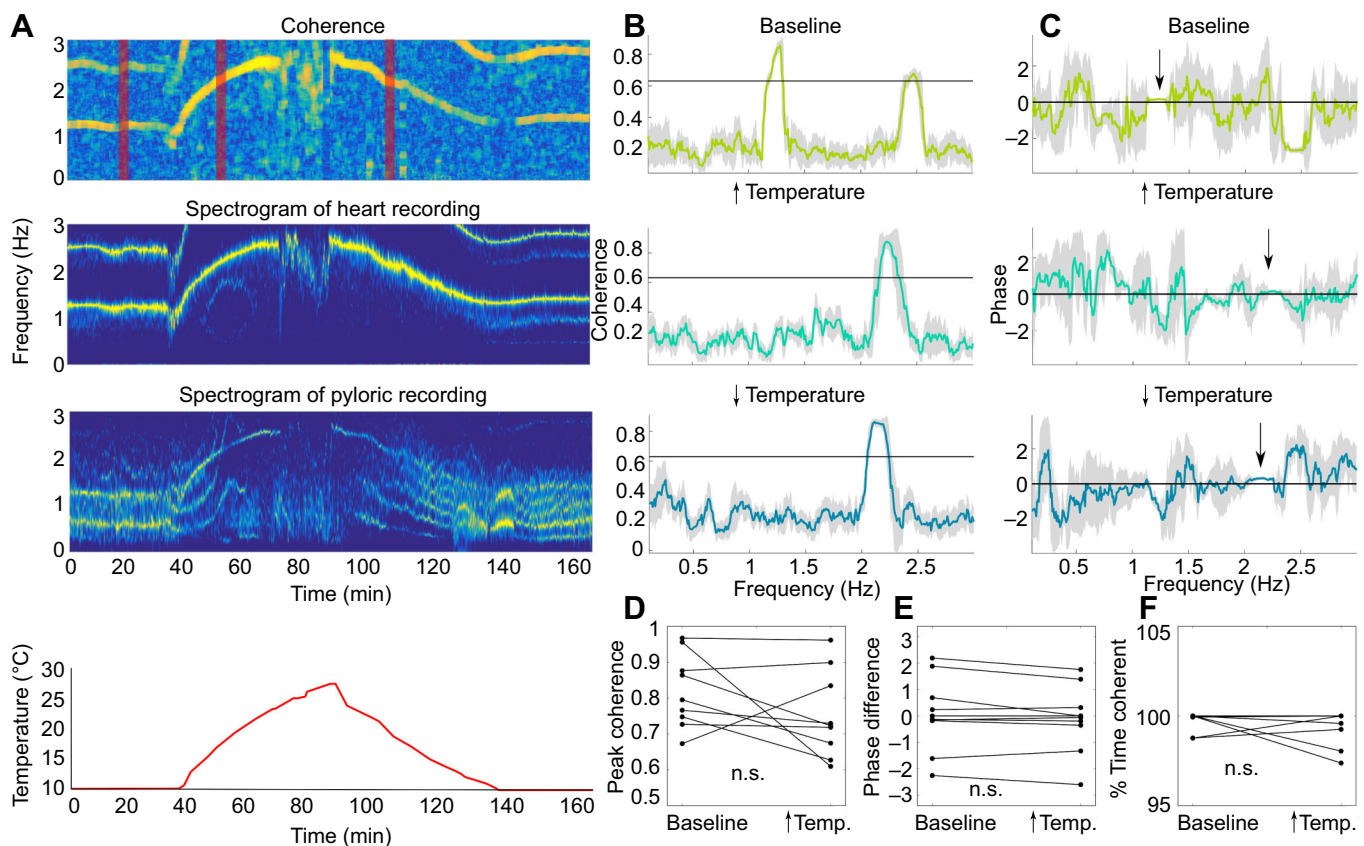 A
Coherence
3
2
1
0
Spectrogram of heart recording
3
2
1
0
Frequency (Hz)
Spectrogram of pyloric recording
3
2
1
0
0 20 40 60 80 100 120 140 160
Time (min)
Temperature (°C)
30
25
20
15
10
0 20 40 60 80 100 120 140 160
Time (min)
B
Baseline
0.8
0.6
0.4
0.2
↑ Temperature
Coherence
0.8
0.6
0.4
0.2
↓ Temperature
0.8
0.6
0.4
0.2
0
0.5 1 1.5 2 2.5
Frequency (Hz)
C
Baseline
2
0
–2
↑ Temperature
Phase
2
0
–2
↓ Temperature
2
0
–2
0.5 1 1.5 2 2.5
Frequency (Hz)
D
Peak coherence
1
0.9
0.8
0.7
0.6
0.5
n.s.
Baseline ↑Temp.
E
Phase difference
3
2
1
0
–1
–2
–3
n.s.
Baseline ↑Temp.
F
% Time coherent
105
100
95
n.s.
Baseline ↑Temp.